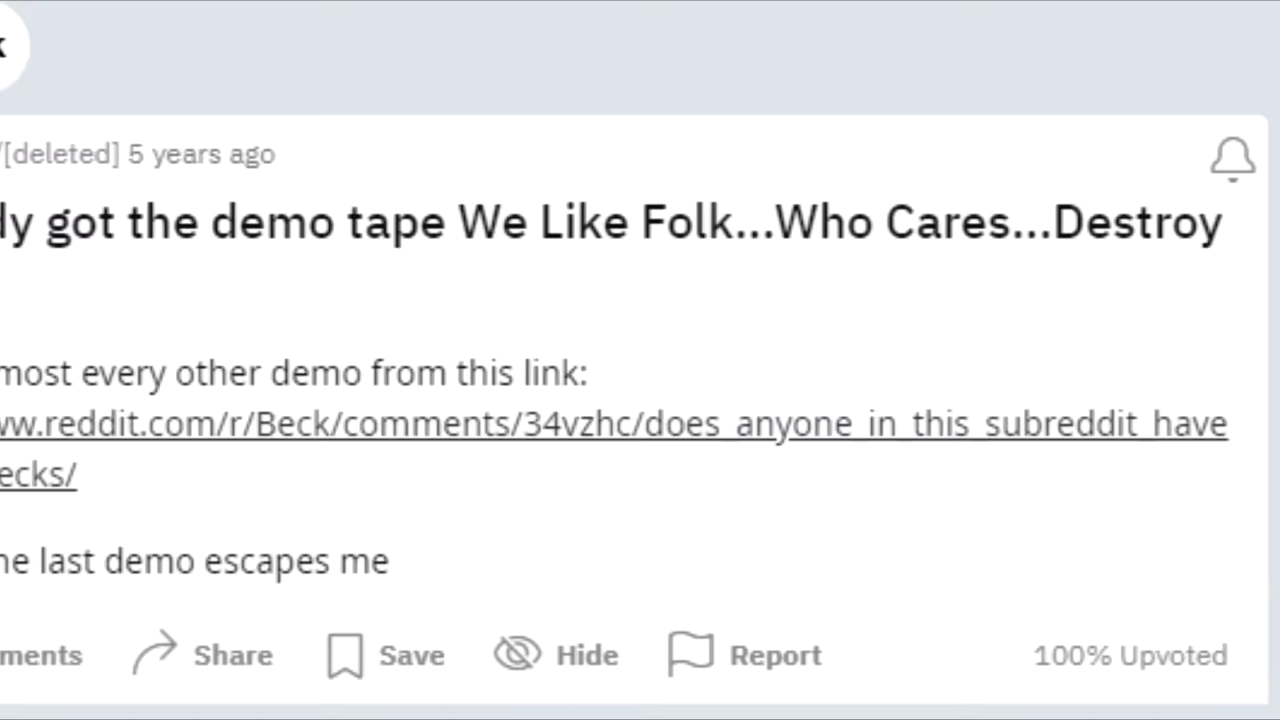 k
/[deleted] 5 years ago
dy got the demo tape We Like Folk...Who Cares...Destroy
most every other demo from this link:
ww.reddit.com/r/Beck/comments/34vzhc/does_anyone_in_this_subreddit_have
ecks/
he last demo escapes me
ments Share Save Hide Report 100% Upvoted